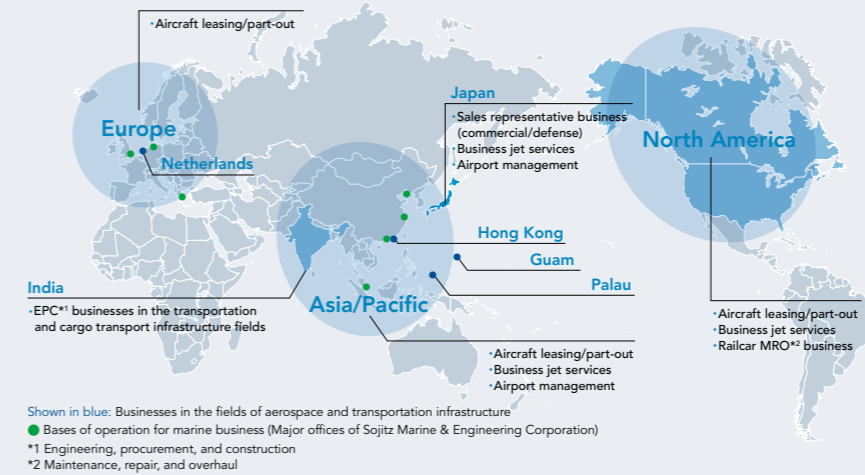 ・Aircraft leasing/part-out
Europe
Netherlands
Japan
・Sales representative business
(commercial/defense)
・Business jet services
・Airport management
North America
Hong Kong
Guam
Palau
India
・EPC*1 businesses in the transportation
and cargo transport infrastructure fields
Asia/Pacific
・Aircraft leasing/part-out
・Business jet services
・Airport management
・Aircraft leasing/part-out
・Business jet services
・Railcar MRO*2 business
Shown in blue: Businesses in the fields of aerospace and transportation infrastructure
Bases of operation for marine business (Major offices of Sojitz Marine & Engineering Corporation)
*1 Engineering, procurement, and construction
*2 Maintenance, repair, and overhaul